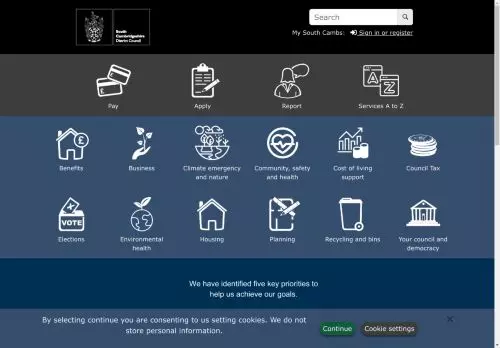 South
Cambridgeshire
District Council
Search
My South Cambs: Sign in or register
Pay
Apply
Report
Services A to Z
A
Z
Benefits
Business
Climate emergency
and nature
Community, safety
and health
Cost of living
support
Council Tax
VOTE
Elections
Environmental
health
Housing
Planning
Recycling and bins
Your council and
democracy
We have identified five key priorities to
help us achieve our goals.
By selecting continue you are consenting to us setting cookies. We do not
store personal information.
Continue
Cookie settings